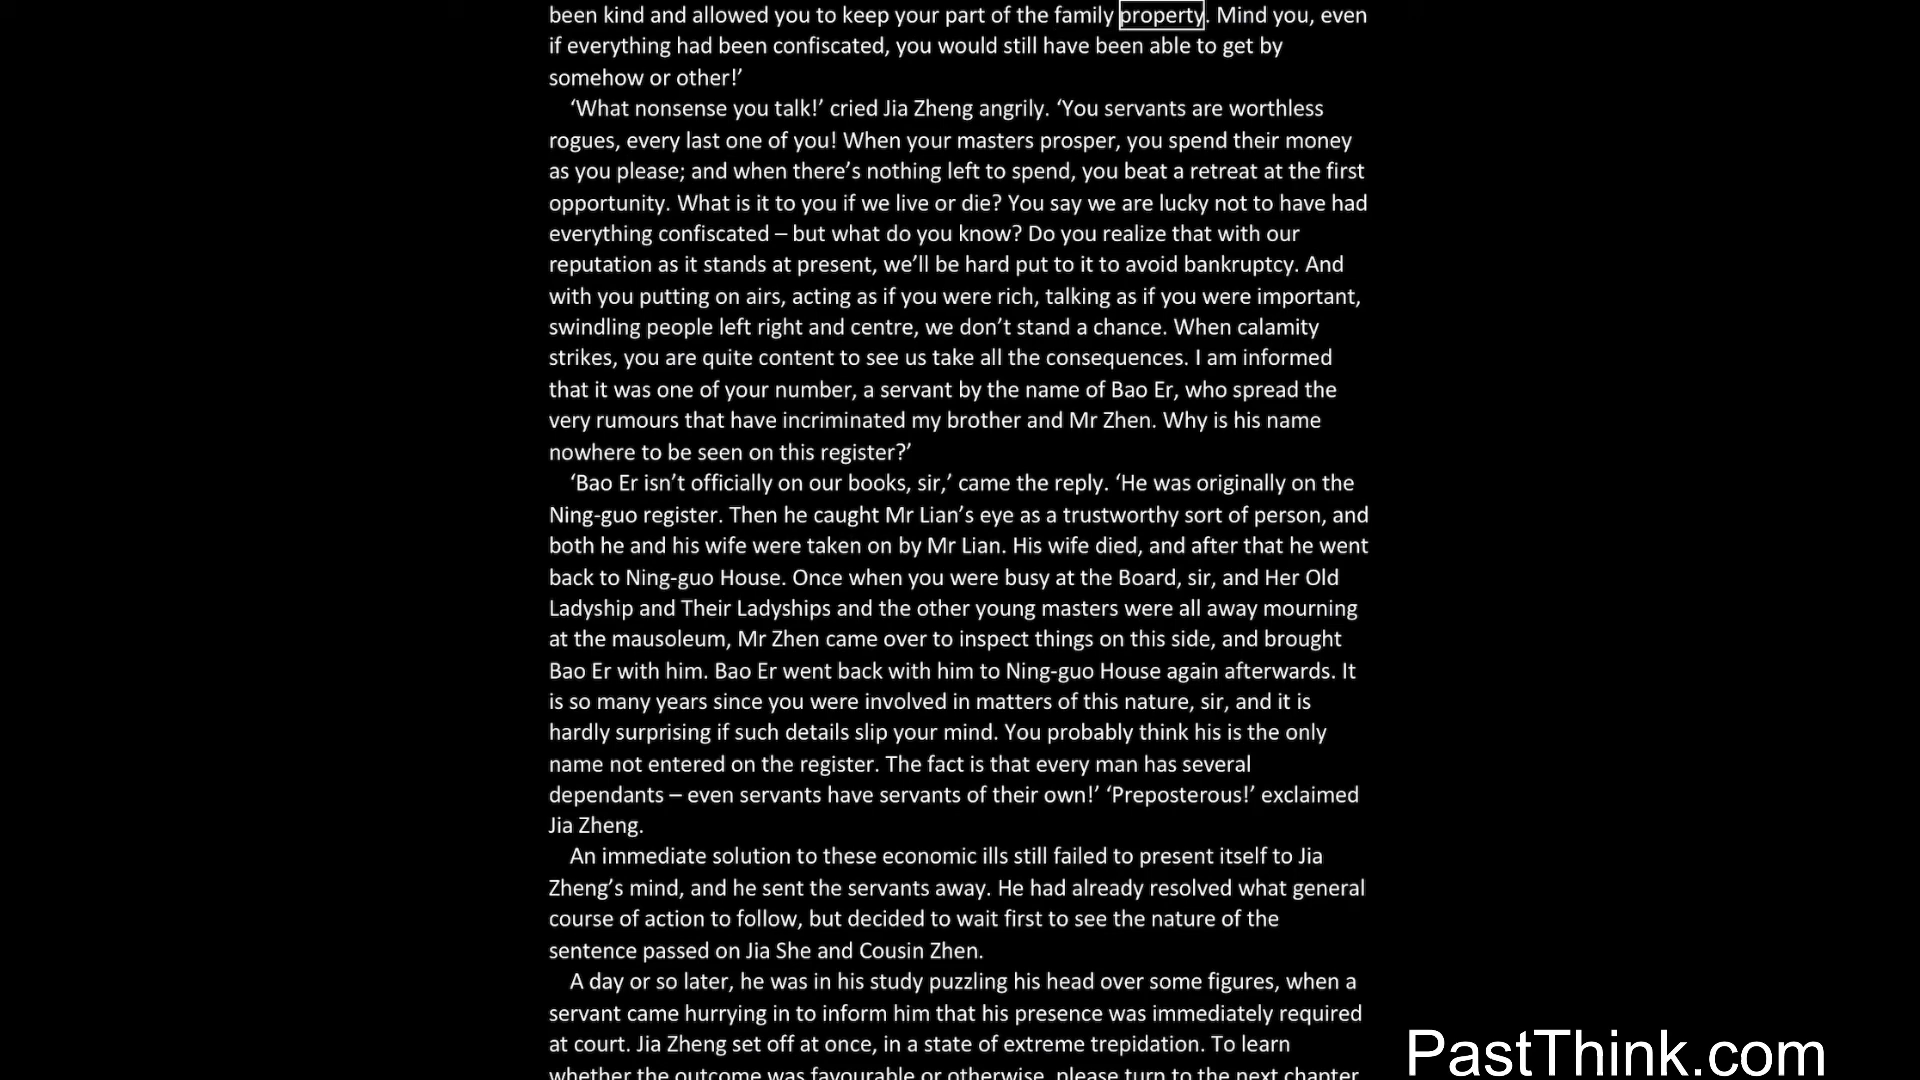 been kind and allowed you to keep your part of the family property. Mind you, even
if everything had been confiscated, you would still have been able to get by
somehow or other!’
‘What nonsense you talk!’ cried Jia Zheng angrily. ‘You servants are worthless
rogues, every last one of you! When your masters prosper, you spend their money
as you please; and when there’s nothing left to spend, you beat a retreat at the first
opportunity. What is it to you if we live or die? You say we are lucky not to have had
everything confiscated – but what do you know? Do you realize that with our
reputation as it stands at present, we’ll be hard put to it to avoid bankruptcy. And
with you putting on airs, acting as if you were rich, talking as if you were important,
swindling people left right and centre, we don’t stand a chance. When calamity
strikes, you are quite content to see us take all the consequences. I am informed
that it was one of your number, a servant by the name of Bao Er, who spread the
very rumours that have incriminated my brother and Mr Zhen. Why is his name
nowhere to be seen on this register?’
‘Bao Er isn’t officially on our books, sir,’ came the reply. ‘He was originally on the
Ning-guo register. Then he caught Mr Lian’s eye as a trustworthy sort of person, and
both he and his wife were taken on by Mr Lian. His wife died, and after that he went
back to Ning-guo House. Once when you were busy at the Board, sir, and Her Old
Ladyship and Their Ladyships and the other young masters were all away mourning
at the mausoleum, Mr Zhen came over to inspect things on this side, and brought
Bao Er with him. Bao Er went back with him to Ning-guo House again afterwards. It
is so many years since you were involved in matters of this nature, sir, and it is
hardly surprising if such details slip your mind. You probably think his is the only
name not entered on the register. The fact is that every man has several
dependants – even servants have servants of their own!’ ‘Preposterous!’ exclaimed
Jia Zheng.
An immediate solution to these economic ills still failed to present itself to Jia
Zheng’s mind, and he sent the servants away. He had already resolved what general
course of action to follow, but decided to wait first to see the nature of the
sentence passed on Jia She and Cousin Zhen.
A day or so later, he was in his study puzzling his head over some figures, when a
servant came hurrying in to inform him that his presence was immediately required
at court. Jia Zheng set off at once, in a state of extreme trepidation. To learn
whether the outcome was favourable or otherwise, please turn to the next chapter.
PastThink.com